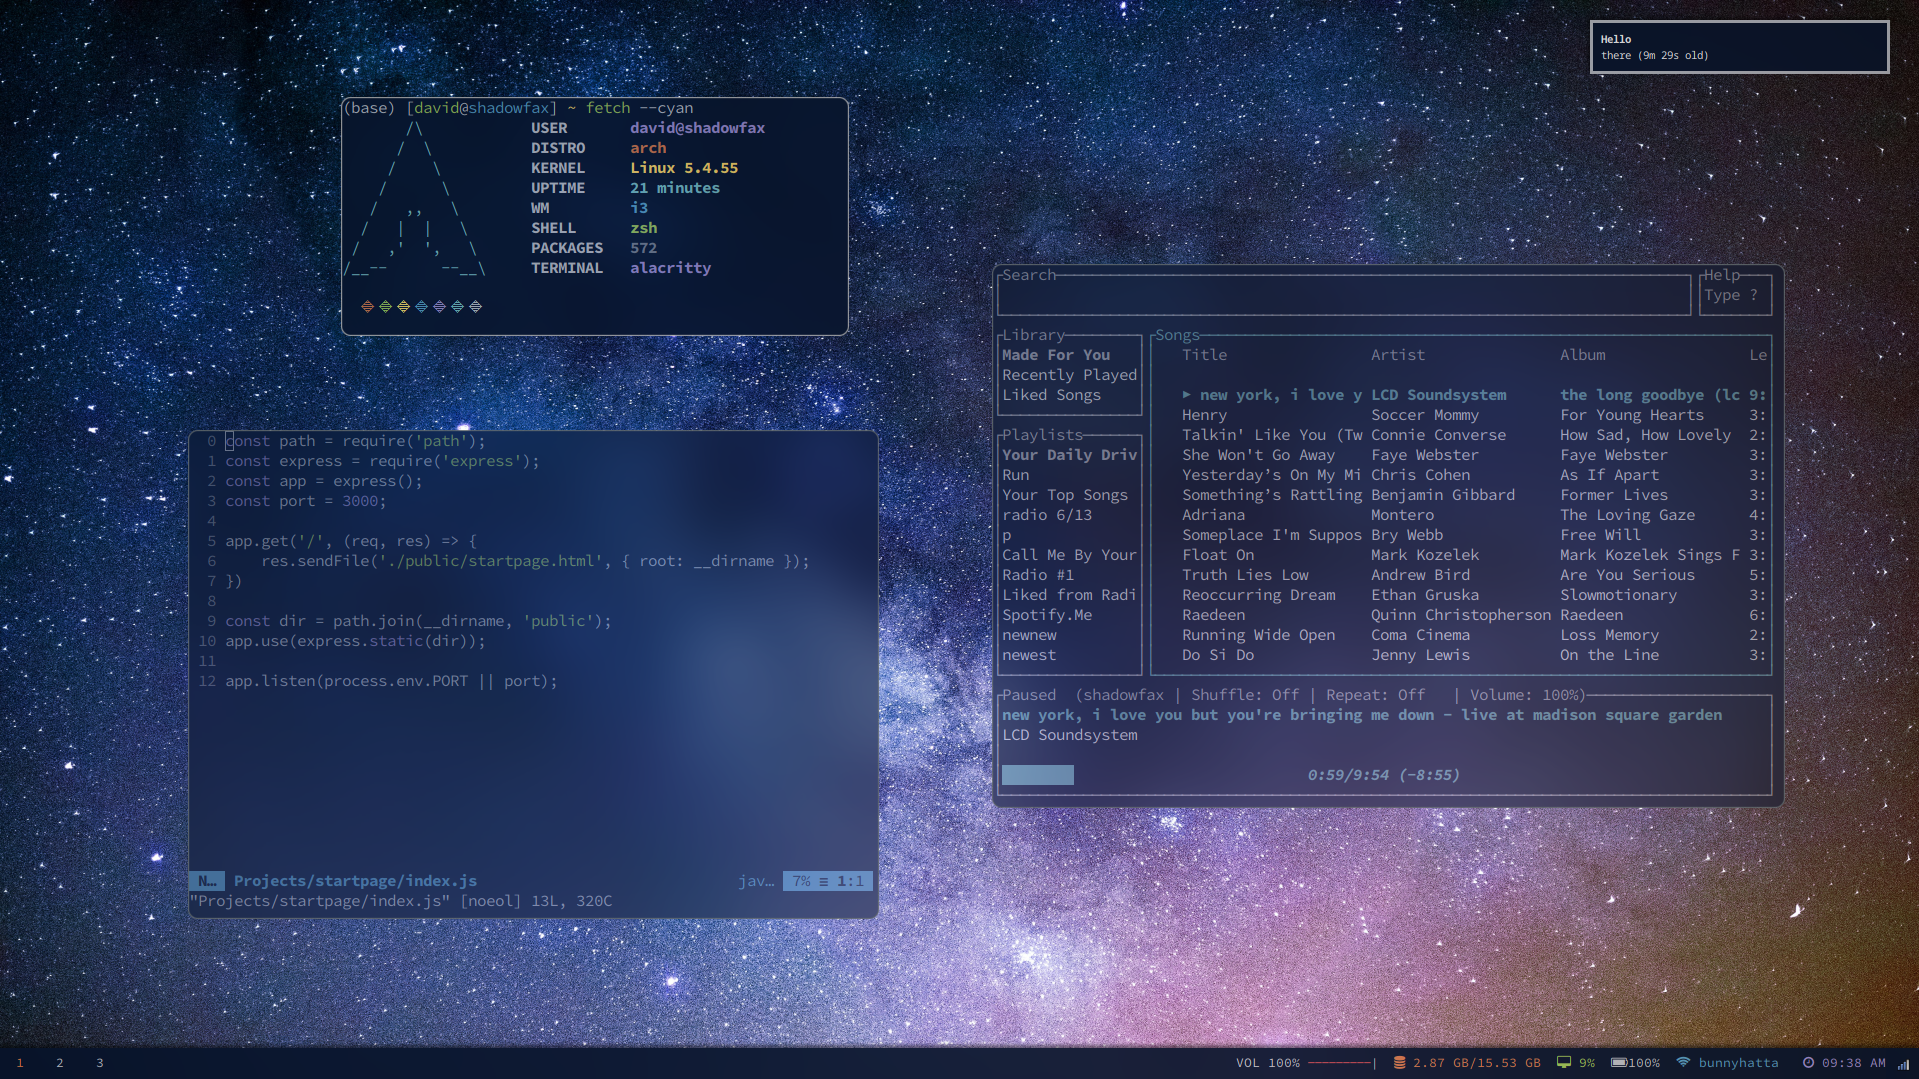 Hello
there (9m 29s old)
(base) [david@shadowfax] ~ fetch --cyan
USER david@shadowfax
DISTRO arch
KERNEL Linux 5.4.55
UPTIME 21 minutes
WM i3
SHELL zsh
PACKAGES 572
TERMINAL alacritty
0 const path = require('path');
1 const express = require('express');
2 const app = express();
3 const port = 3000;
4
5 app.get('/', (req, res) => {
6 res.sendFile('./public/startpage.html', { root: __dirname });
7 })
8
9 const dir = path.join(__dirname, 'public');
10 app.use(express.static(dir));
11
12 app.listen(process.env.PORT || port);
N… Projects/startpage/index.js jav… 7% ≡ 1:1
"Projects/startpage/index.js" [noeol] 13L, 320C
Search
Help
Type ?
Library
Made For You
Recently Played
Liked Songs
Playlists
Your Daily Driv
Run
Your Top Songs
radio 6/13
p
Call Me By Your
Radio #1
Liked from Radi
Spotify.Me
newnew
newest
Songs
Title Artist Album Le
▶ new york, i love y LCD Soundsystem the long goodbye (lc 9:
Henry Soccer Mommy For Young Hearts 3:
Talkin' Like You (Tw Connie Converse How Sad, How Lovely 2:
She Won't Go Away Faye Webster Faye Webster 3:
Yesterday’s On My Mi Chris Cohen As If Apart 3:
Something’s Rattling Benjamin Gibbard Former Lives 3:
Adriana Montero The Loving Gaze 4:
Someplace I'm Suppos Bry Webb Free Will 3:
Float On Mark Kozelek Mark Kozelek Sings F 3:
Truth Lies Low Andrew Bird Are You Serious 5:
Reoccurring Dream Ethan Gruska Slowmotionary 3:
Raedeen Quinn Christopherson Raedeen 6:
Running Wide Open Coma Cinema Loss Memory 2:
Do Si Do Jenny Lewis On the Line 3:
Paused (shadowfax | Shuffle: Off | Repeat: Off | Volume: 100%)
new york, i love you but you're bringing me down - live at madison square garden
LCD Soundsystem
0:59/9:54 (-8:55)
1 2 3
VOL 100% 2.87 GB/15.53 GB 9% 100% bunnyhatta 09:38 AM